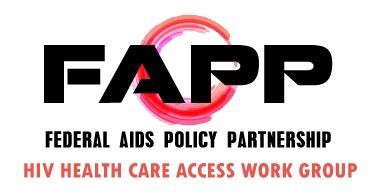 FAPP
FEDERAL AIDS POLICY PARTNERSHIP
HIV HEALTH CARE ACCESS WORK GROUP